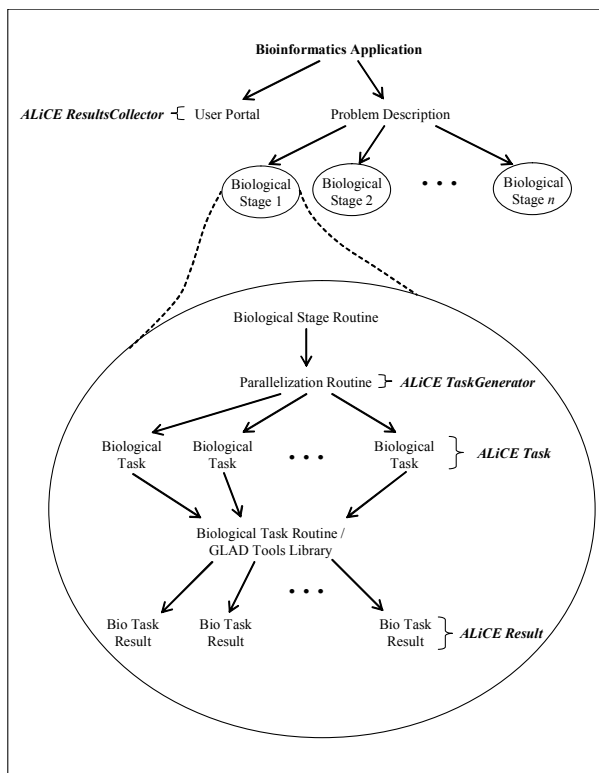 Bioinformatics Application
ALiCE ResultsCollector User Portal Problem Description
Biological Stage 1
Biological Stage 2
• • •
Biological Stage n
Biological Stage Routine
Parallelization Routine ALiCE TaskGenerator
Biological Task
Biological Task
• • •
Biological Task
ALiCE Task
Biological Task Routine /
GLAD Tools Library
• • •
Bio Task Result
Bio Task Result
Bio Task Result
ALiCE Result